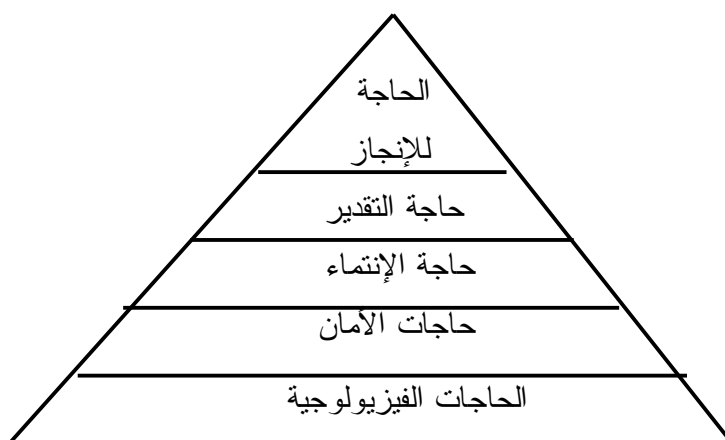 الحاجة
للإنجاز
حاجة التقدير
حاجة الإنتماء
حاجات الأمان
الحاجات الفيزيولوجية